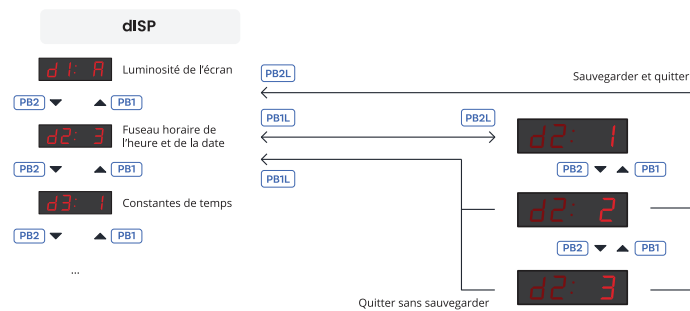 dISP
d1: A
Luminosité de l'écran
PB2L
Sauvegarder et quitter
PB2
PB1
PB1L
PB2L
d2: 3
Fuseau horaire de
l'heure et de la date
d2: 1
PB2
PB1
PB2
PB1
PB1L
d3: 1
Constantes de temps
d2: 2
PB2
PB1
PB2
PB1
...
d2: 3
Quitter sans sauvegarder